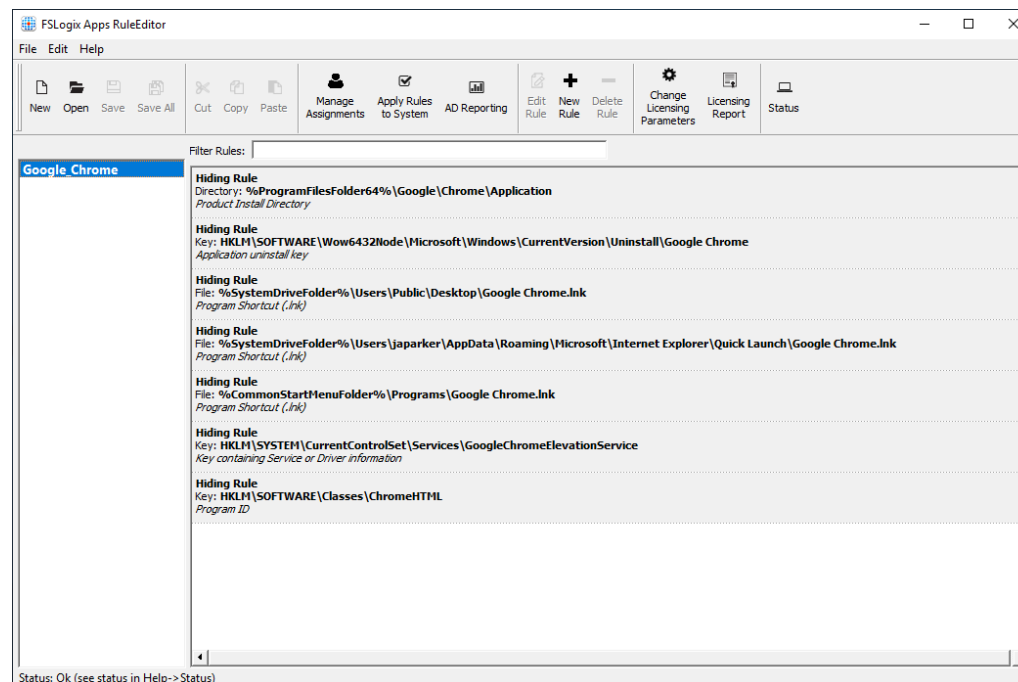 FSLogix Apps RuleEditor
File Edit Help
New Open Save Save All Cut Copy Paste Manage Assignments Apply Rules to System AD Reporting Edit Rule New Rule Delete Rule Change Licensing Parameters Licensing Report Status
Filter Rules:
Google_Chrome
Hiding Rule
Directory: %ProgramFilesFolder64%\Google\Chrome\Application
Product Install Directory
Hiding Rule
Key: HKLM\SOFTWARE\Wow6432Node\Microsoft\Windows\CurrentVersion\Uninstall\Google Chrome
Application uninstall key
Hiding Rule
File: %SystemDriveFolder%\Users\Public\Desktop\Google Chrome.lnk
Program Shortcut (.lnk)
Hiding Rule
File: %SystemDriveFolder%\Users\japarker\AppData\Roaming\Microsoft\Internet Explorer\Quick Launch\Google Chrome.lnk
Program Shortcut (.lnk)
Hiding Rule
File: %CommonStartMenuFolder%\Programs\Google Chrome.lnk
Program Shortcut (.lnk)
Hiding Rule
Key: HKLM\SYSTEM\CurrentControlSet\Services\GoogleChromeElevationService
Key containing Service or Driver information
Hiding Rule
Key: HKLM\SOFTWARE\Classes\ChromeHTML
Program ID
Status: Ok (see status in Help->Status)